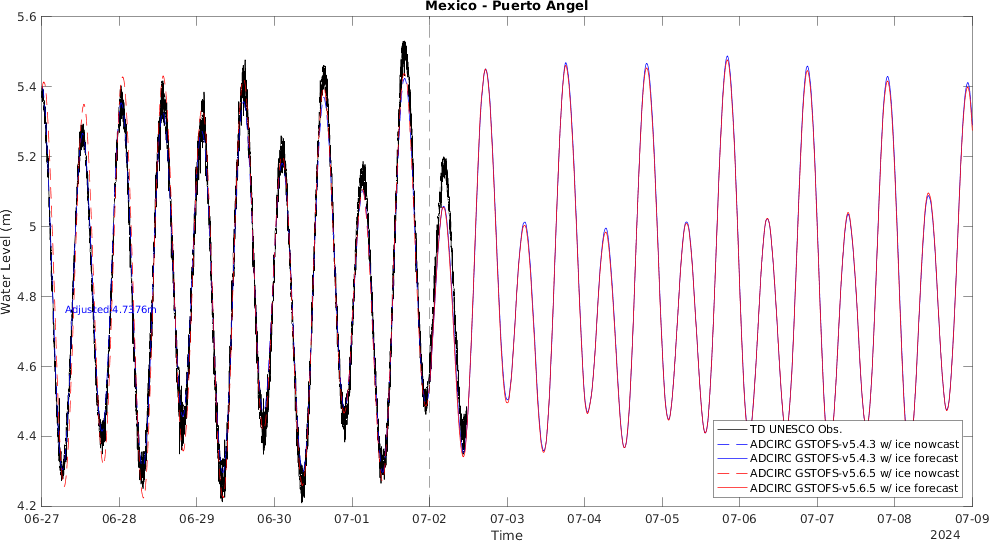 Mexico - Puerto Angel
5.6
5.4
5.2
5
4.8
4.6
4.4
4.2
Water Level (m)
Adjusted 4.7376m
TD UNESCO Obs.
ADCIRC GSTOFS-v5.4.3 w/ ice nowcast
ADCIRC GSTOFS-v5.4.3 w/ ice forecast
ADCIRC GSTOFS-v5.6.5 w/ ice nowcast
ADCIRC GSTOFS-v5.6.5 w/ ice forecast
06-27 06-28 06-29 06-30 07-01 07-02 07-03 07-04 07-05 07-06 07-07 07-08 07-09
Time
2024